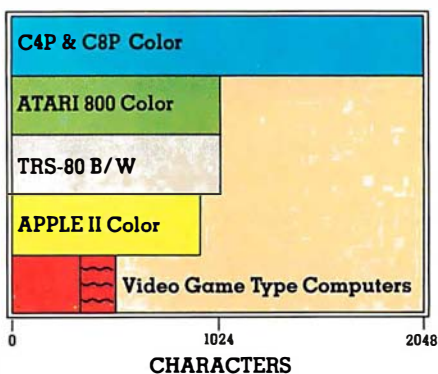 C4P & C8P Color
ATARI 800 Color
TRS-80 B/W
APPLE II Color
Video Game Type Computers
0 1024 2048
CHARACTERS